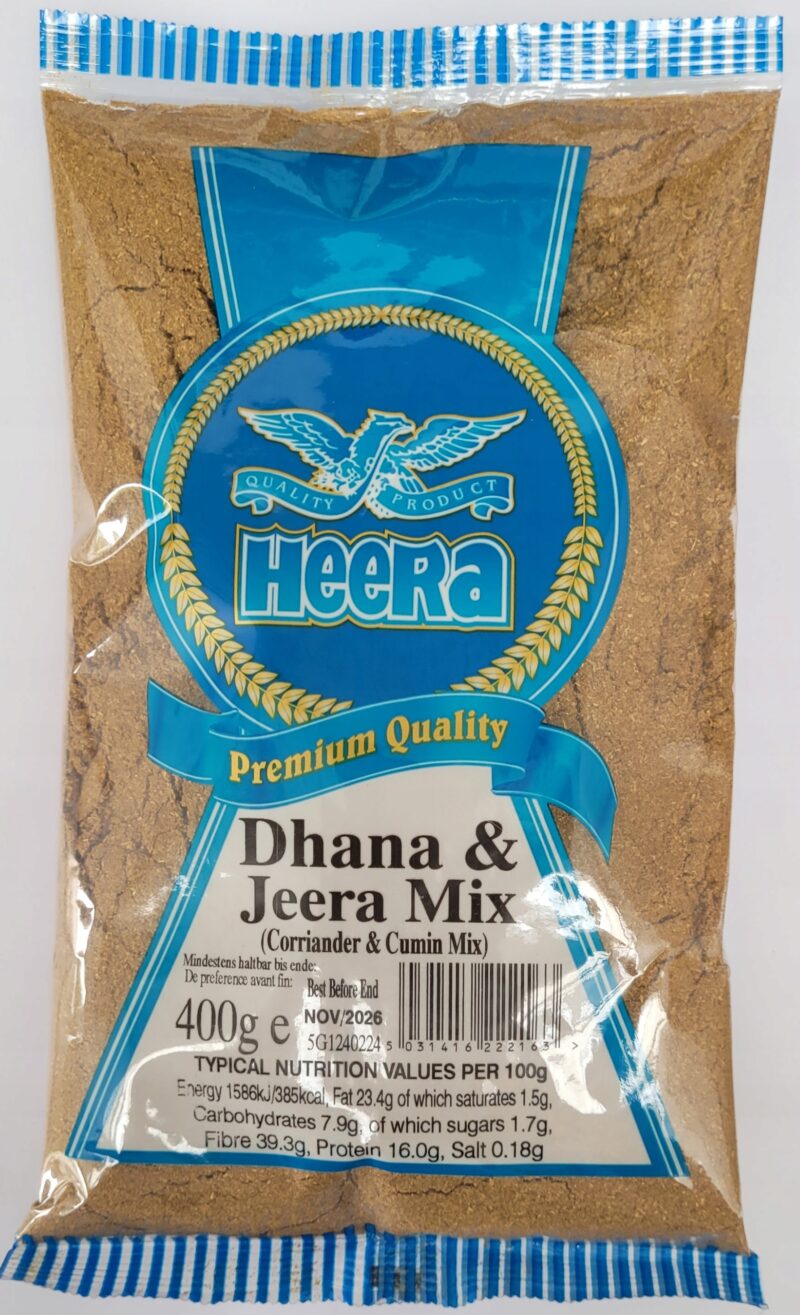 QUALITY PRODUCT
HeeRa
Premium Quality
Dhana &
Jeera Mix
(Corriander & Cumin Mix)
Mindestens haltbar bis ende:
De preference avant fin:
Best Before End
400g e
NOV/2026
5G1240224
5 031416 222163 >
TYPICAL NUTRITION VALUES PER 100g
Energy 1586kJ/385kcal, Fat 23.4g of which saturates 1.5g,
Carbohydrates 7.9g, of which sugars 1.7g,
Fibre 39.3g, Protein 16.0g, Salt 0.18g